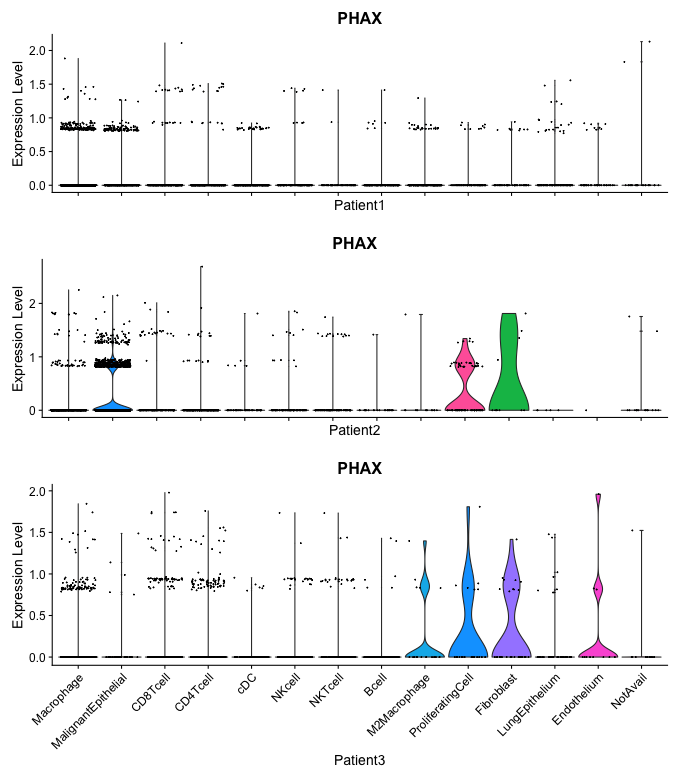 PHAX
Expression Level
2.0
1.5
1.0
0.5
0.0
Patient1
PHAX
Expression Level
2
1
0
Patient2
PHAX
Expression Level
2.0
1.5
1.0
0.5
0.0
Macrophage
MalignantEpithelial
CD8Tcell
CD4Tcell
cDC
NKcell
NKTcell
Bcell
M2Macrophage
ProliferatingCell
Fibroblast
LungEpithelium
Endothelium
NotAvail
Patient3